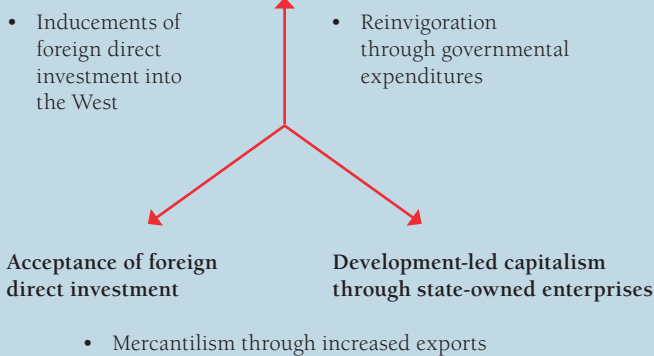 • Inducements of
foreign direct
investment into
the West
• Reinvigoration
through governmental
expenditures
Acceptance of foreign
direct investment
Development-led capitalism
through state-owned enterprises
• Mercantilism through increased exports